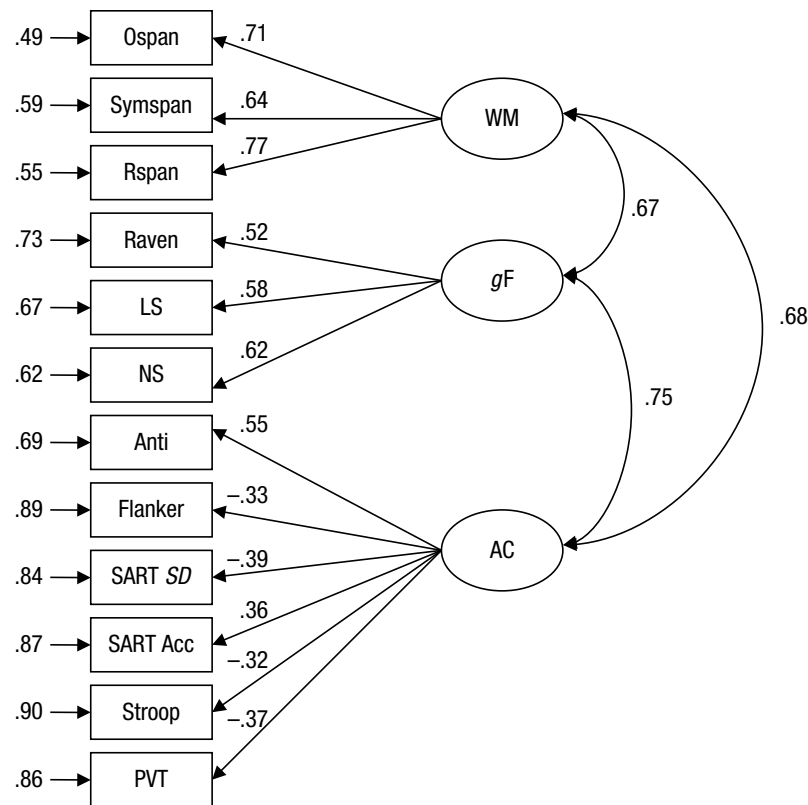 .49
Ospan
.71
.59
Symspan
.64
WM
.55
Rspan
.77
.67
.73
Raven
.52
.67
LS
.58
gF
.68
.62
NS
.62
.75
.69
Anti
.55
.89
Flanker
–.33
.84
SART SD
–.39
AC
.87
SART Acc
.36
.90
Stroop
–.32
.86
PVT
–.37